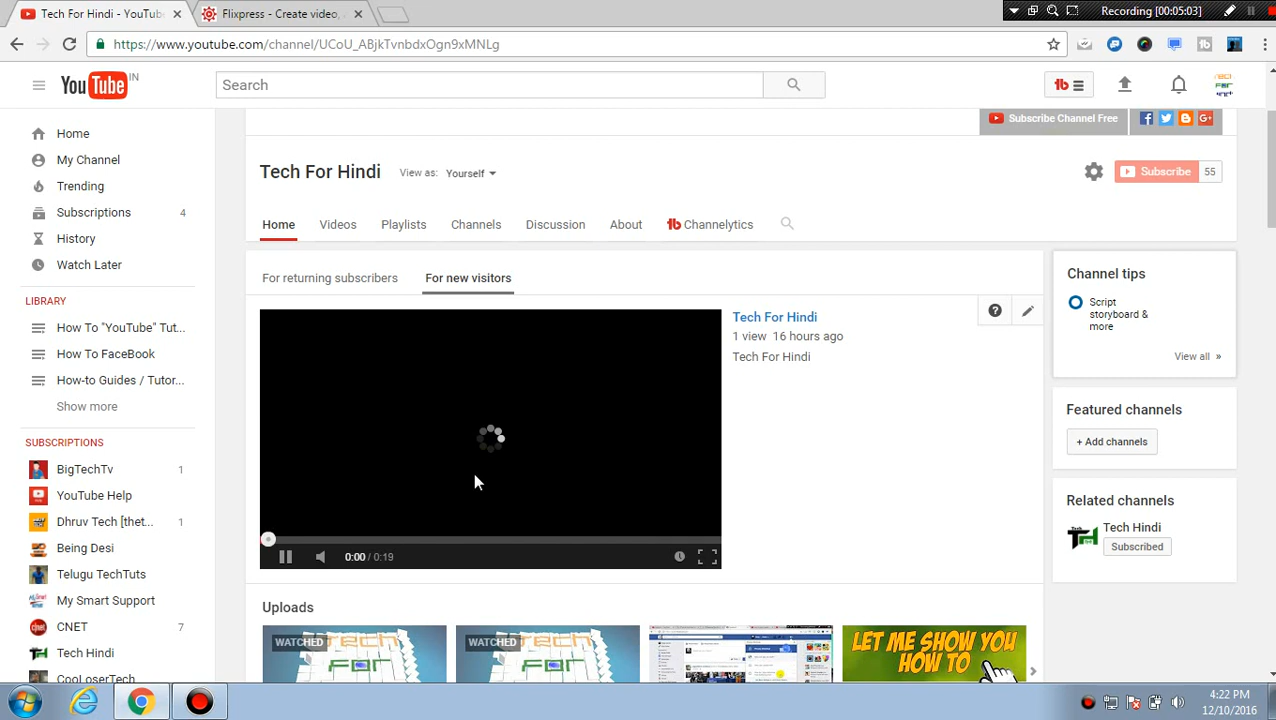 Tech For Hindi - YouTub
Flixpress - Create video,
Recording [00:05:03]
https://www.youtube.com/channel/UCoU_ABjkTvnbdxOgn9xMNLg
YouTube IN
Search
Home
My Channel
Trending
Subscriptions 4
History
Watch Later
LIBRARY
How To "YouTube" Tut...
How To FaceBook
How-to Guides / Tutor...
Show more
SUBSCRIPTIONS
BigTechTv 1
YouTube Help
Dhruv Tech [thet... 1
Being Desi
Telugu TechTuts
My Smart Support
CNET 7
Tech Hindi
Subscribe Channel Free
Tech For Hindi
View as: Yourself
Subscribe 55
Home Videos Playlists Channels Discussion About Channelytics
For returning subscribers For new visitors
Tech For Hindi
1 view 16 hours ago
Tech For Hindi
0:00 / 0:19
Uploads
WATCHED
WATCHED
LET ME SHOW YOU
HOW TO
Channel tips
Script
storyboard &
more
View all »
Featured channels
+ Add channels
Related channels
Tech Hindi
Subscribed
4:22 PM
12/10/2016